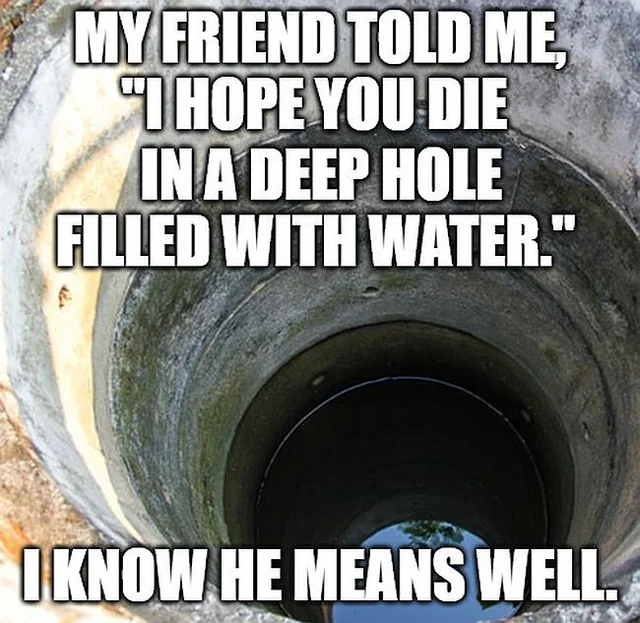 MY FRIEND TOLD ME,
"I HOPE YOU DIE
IN A DEEP HOLE
FILLED WITH WATER."
I KNOW HE MEANS WELL.